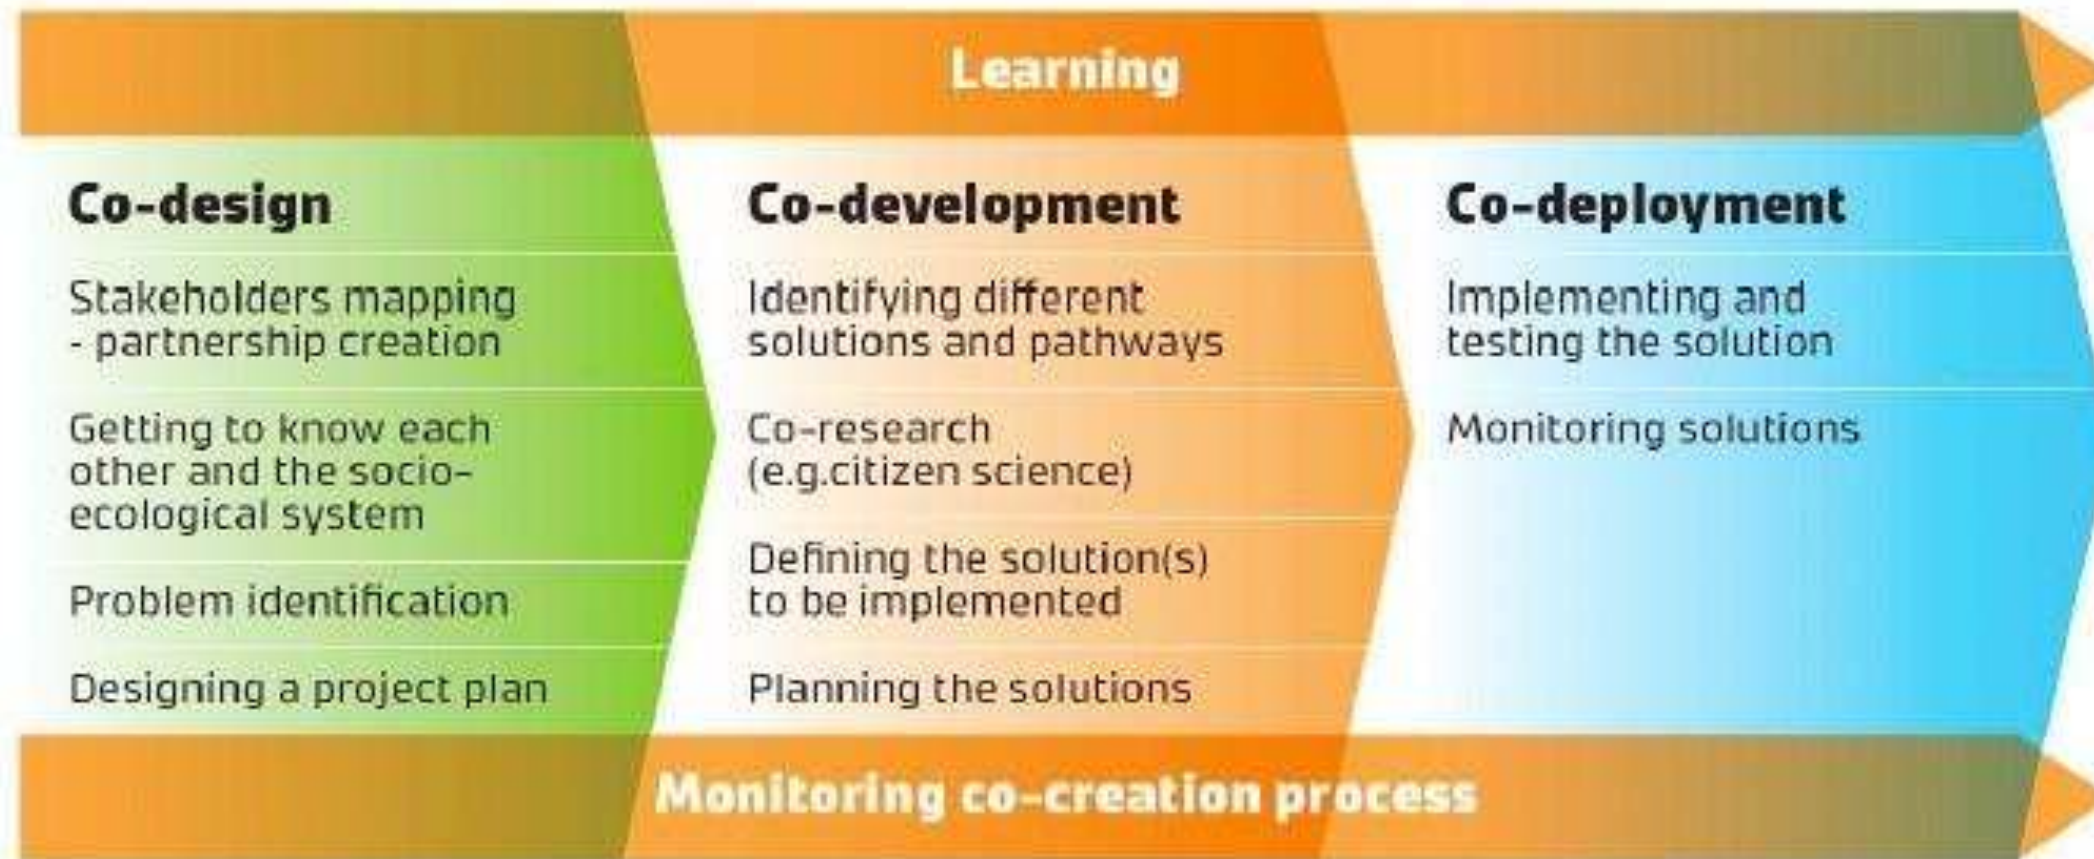 Learning
Co-design
Stakeholders mapping
- partnership creation
Getting to know each
other and the socio-
ecological system
Problem identification
Designing a project plan
Co-development
Identifying different
solutions and pathways
Co-research
(e.g.citizen science)
Defining the solution(s)
to be implemented
Planning the solutions
Co-deployment
Implementing and
testing the solution
Monitoring solutions
Monitoring co-creation process